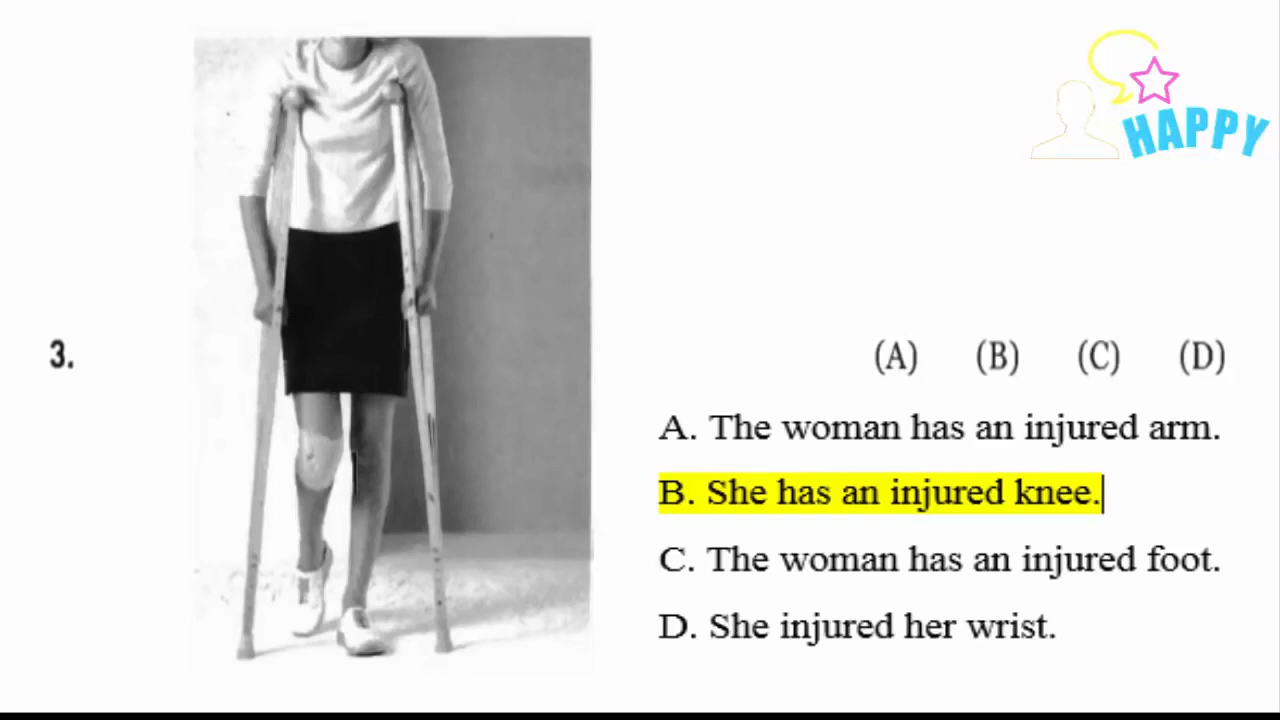 HAPPY
3.
(A) (B) (C) (D)
A. The woman has an injured arm.
B. She has an injured knee.
C. The woman has an injured foot.
D. She injured her wrist.